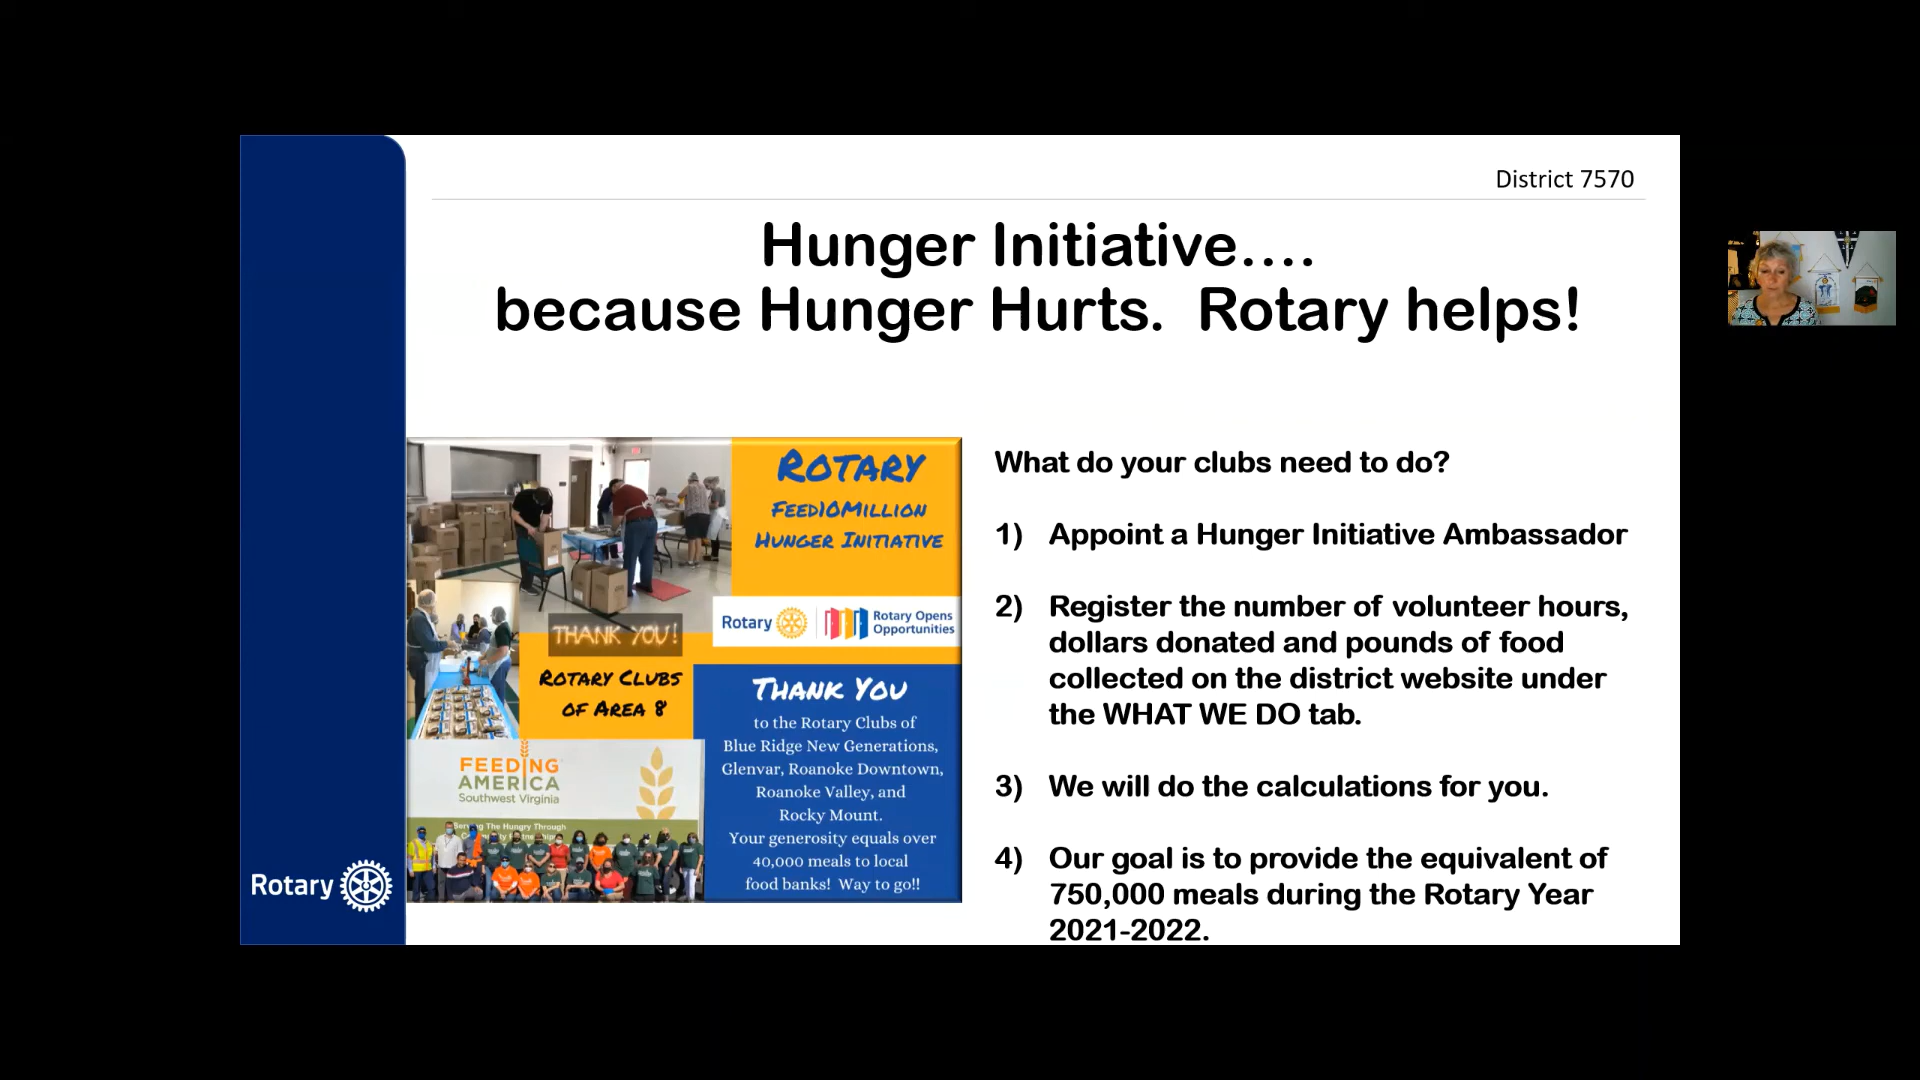 District 7570
Hunger Initiative....
because Hunger Hurts.  Rotary helps!
ROTARY
FEED10MILLION
HUNGER INITIATIVE
Rotary
Rotary Opens
Opportunities
THANK YOU!
ROTARY CLUBS
OF AREA 8
THANK YOU
to the Rotary Clubs of
Blue Ridge New Generations,
Glenvar, Roanoke Downtown,
Roanoke Valley, and
Rocky Mount.
Your generosity equals over
40,000 meals to local
food banks!  Way to go!!
FEEDING
AMERICA
Southwest Virginia
Serving The Hungry Through
What do your clubs need to do?
1) Appoint a Hunger Initiative Ambassador
2) Register the number of volunteer hours,
dollars donated and pounds of food
collected on the district website under
the WHAT WE DO tab.
3) We will do the calculations for you.
4) Our goal is to provide the equivalent of
750,000 meals during the Rotary Year
2021-2022.
Rotary